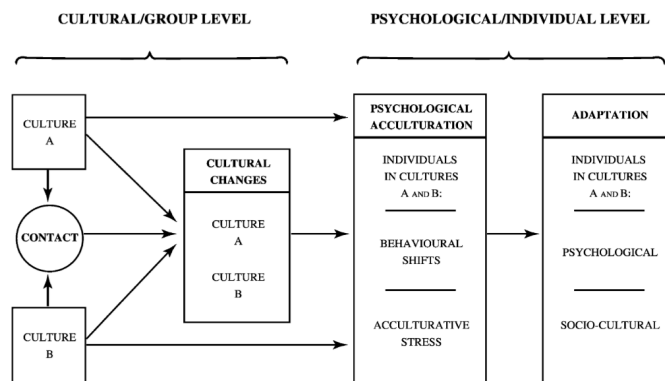 CULTURAL/GROUP LEVEL
PSYCHOLOGICAL/INDIVIDUAL LEVEL
CULTURE
A
CONTACT
CULTURE
B
CULTURAL
CHANGES
CULTURE
A
CULTURE
B
PSYCHOLOGICAL
ACCULTURATION
INDIVIDUALS
IN CULTURES
A AND B:
BEHAVIOURAL
SHIFTS
ACCULTURATIVE
STRESS
ADAPTATION
INDIVIDUALS
IN CULTURES
A AND B:
PSYCHOLOGICAL
SOCIO-CULTURAL